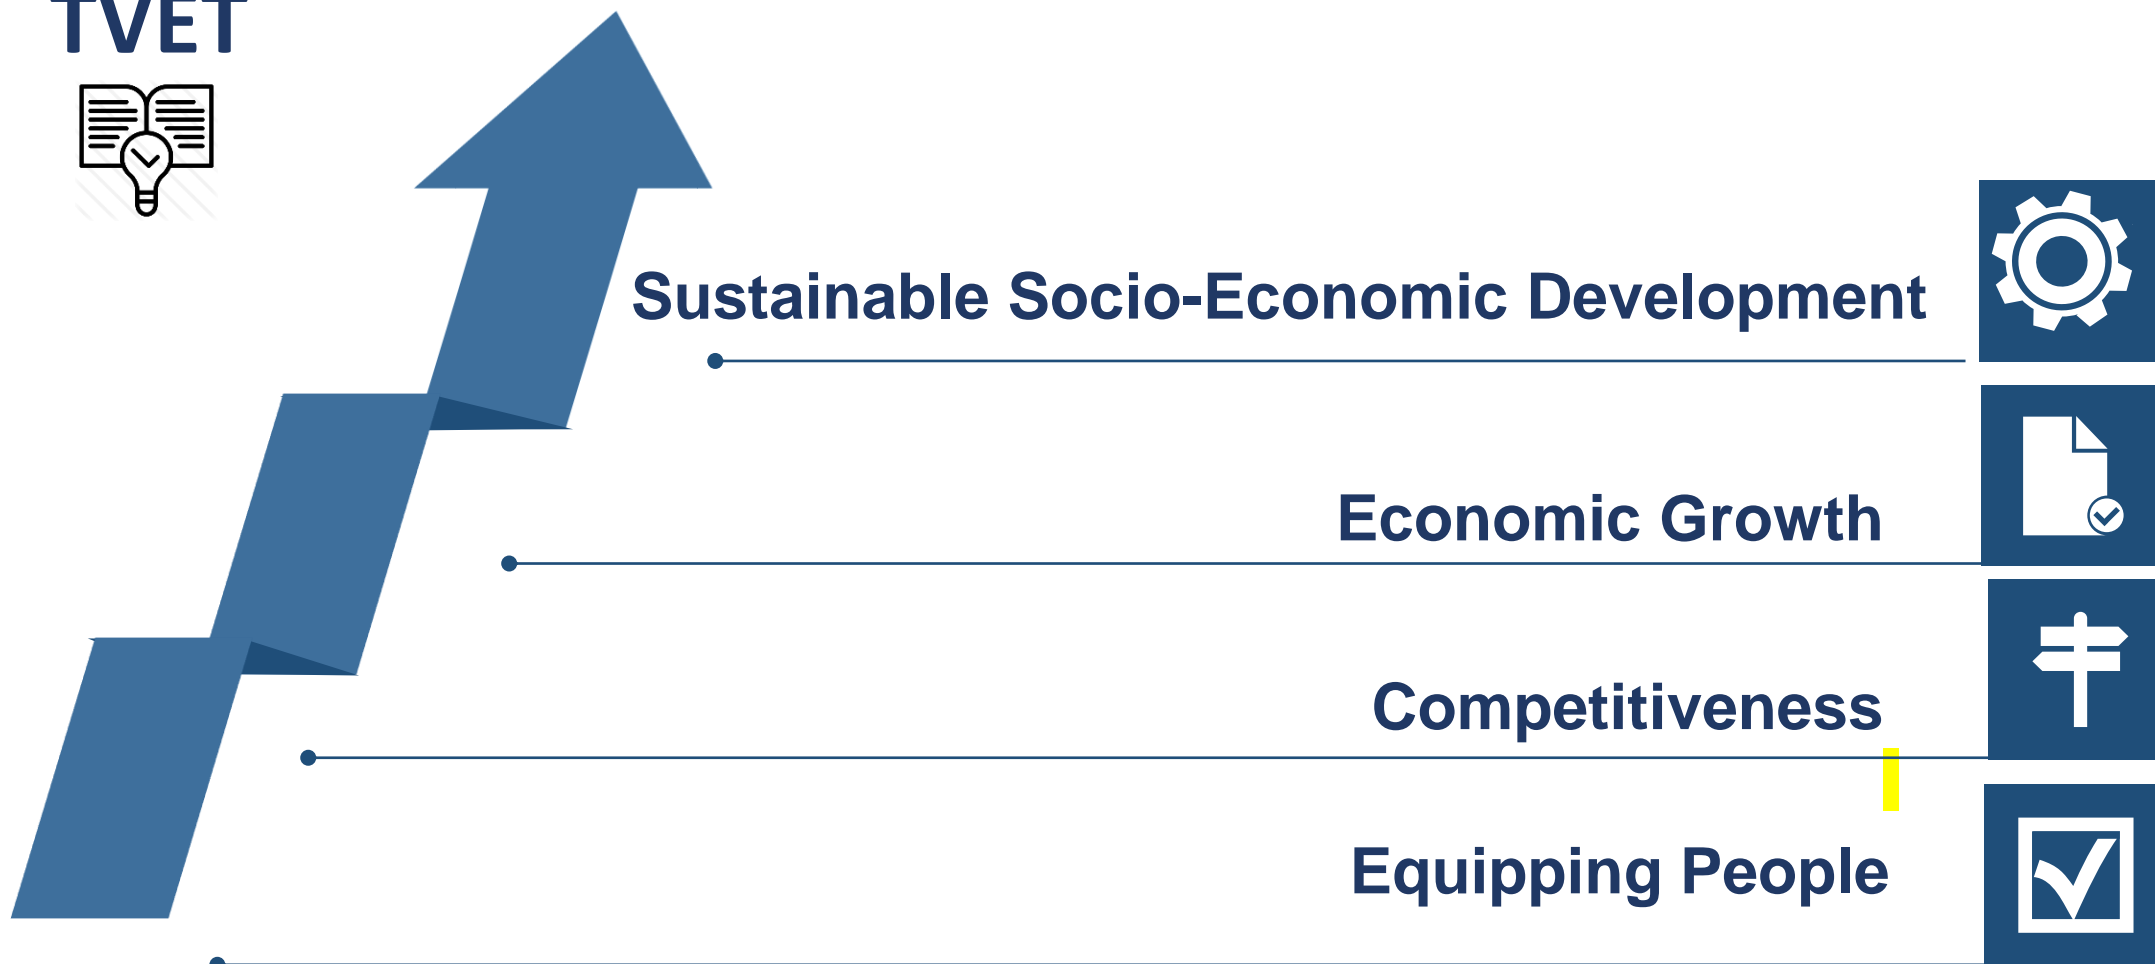 TVET
Sustainable Socio-Economic Development
Economic Growth
Competitiveness
Equipping People